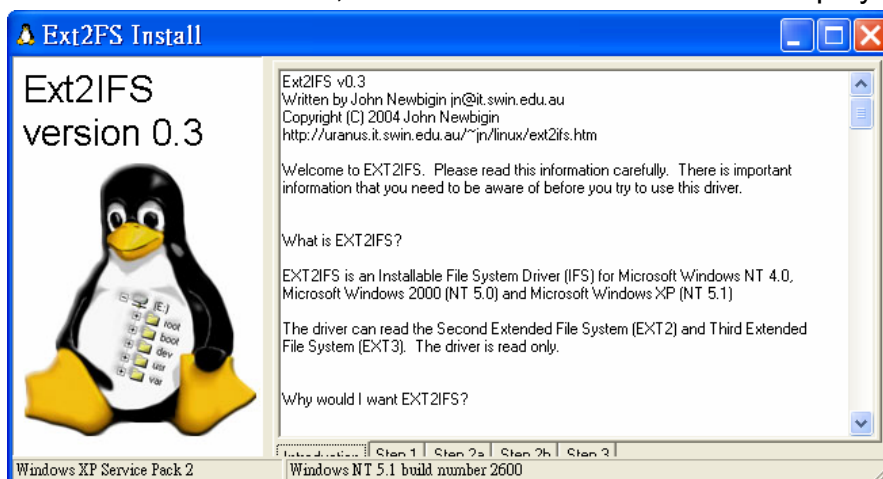 Ext2FS Install
Ext2IFS
version 0.3
(E:)
root
boot
dev
usr
var
Ext2IFS v0.3
Written by John Newbigin jn@it.swin.edu.au
Copyright (C) 2004 John Newbigin
http://uranus.it.swin.edu.au/~jn/linux/ext2ifs.htm
Welcome to EXT2IFS. Please read this information carefully. There is important
information that you need to be aware of before you try to use this driver.
What is EXT2IFS?
EXT2IFS is an Installable File System Driver (IFS) for Microsoft Windows NT 4.0,
Microsoft Windows 2000 (NT 5.0) and Microsoft Windows XP (NT 5.1)
The driver can read the Second Extended File System (EXT2) and Third Extended
File System (EXT3). The driver is read only.
Why would I want EXT2IFS?
Introduction Step 1 Step 2a Step 2b Step 3
Windows XP Service Pack 2 Windows NT 5.1 build number 2600